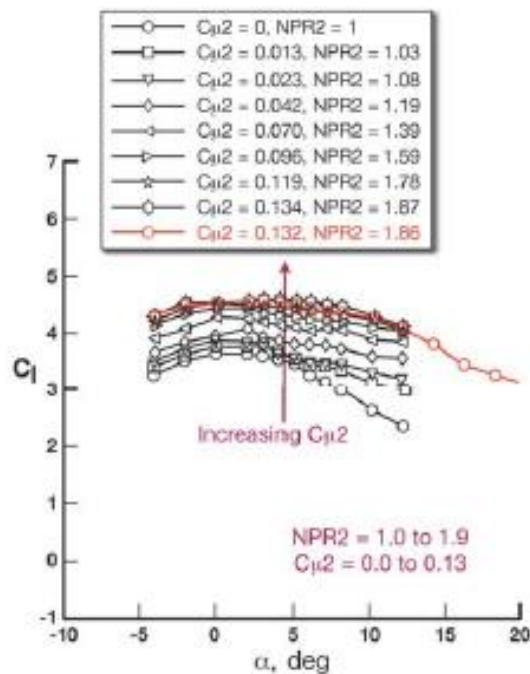 Cμ2 = 0, NPR2 = 1
Cμ2 = 0.013, NPR2 = 1.03
Cμ2 = 0.023, NPR2 = 1.08
Cμ2 = 0.042, NPR2 = 1.19
Cμ2 = 0.070, NPR2 = 1.39
Cμ2 = 0.096, NPR2 = 1.59
Cμ2 = 0.119, NPR2 = 1.78
Cμ2 = 0.134, NPR2 = 1.87
Cμ2 = 0.132, NPR2 = 1.86
7
6
5
4
Cl
3
Increasing Cμ2
2
1
NPR2 = 1.0 to 1.9
0
Cμ2 = 0.0 to 0.13
-1
-10 -5 0 5 10 15 20
α, deg